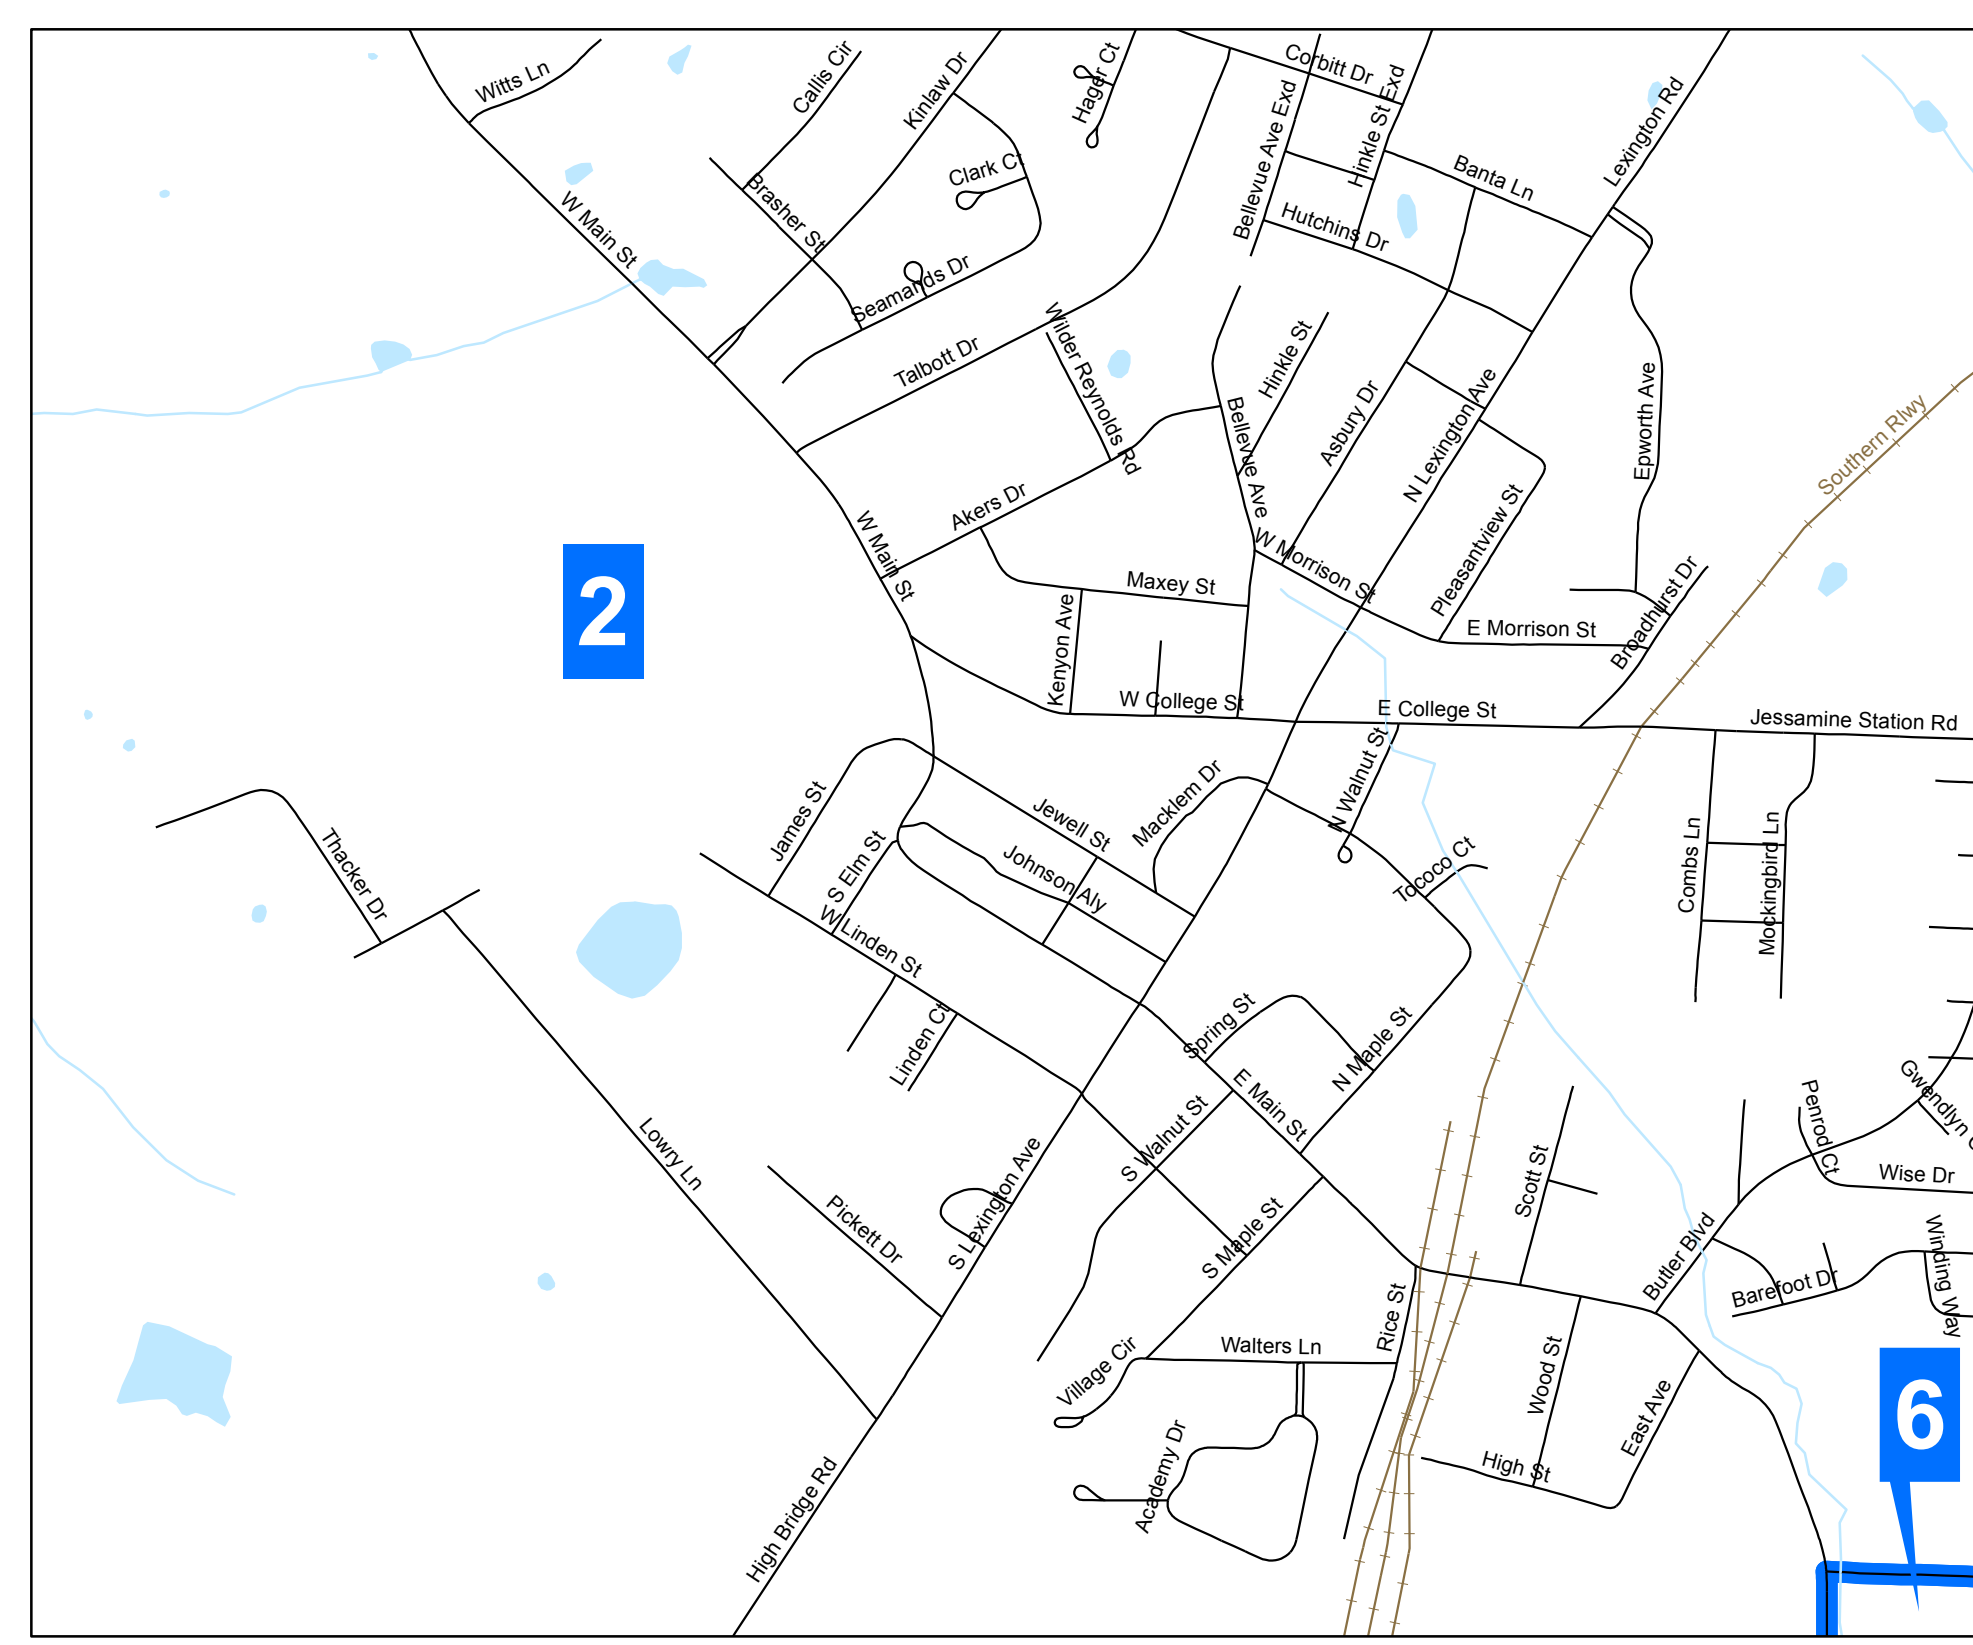 Witts Ln
Callis Cir
Kinlaw Dr
Hager Ct
Corbitt Dr
Hinkle St Exd
Bellevue Ave Exd
Lexington Rd
Clark Ct
Banta Ln
Brasher St
W Main St
Hutchins Dr
Seamands Dr
Wilder Reynolds Rd
Talbott Dr
Hinkle St
Bellevue Ave
Asbury Dr
N Lexington Ave
Epworth Ave
Southern Rlwy
Akers Dr
W Main St
Pleasantview St
W Morrison St
2
Maxey St
Kenyon Ave
E Morrison St
Broadhurst Dr
W College St
E College St
Jessamine Station Rd
N Walnut St
Macklem Dr
James St
Jewell St
Thacker Dr
S Elm St
Johnson Aly
Tococo Ct
Combs Ln
Mockingbird Ln
W Linden St
Linden Ct
Spring St
N Maple St
E Main St
Gwendlyn C
Penrod Ct
Lowry Ln
S Walnut St
Scott St
Wise Dr
S Lexington Ave
Pickett Dr
S Maple St
Butler Blvd
Winding Way
Barefoot Dr
Rice St
Walters Ln
Village Cir
Wood St
East Ave
6
Academy Dr
High St
High Bridge Rd